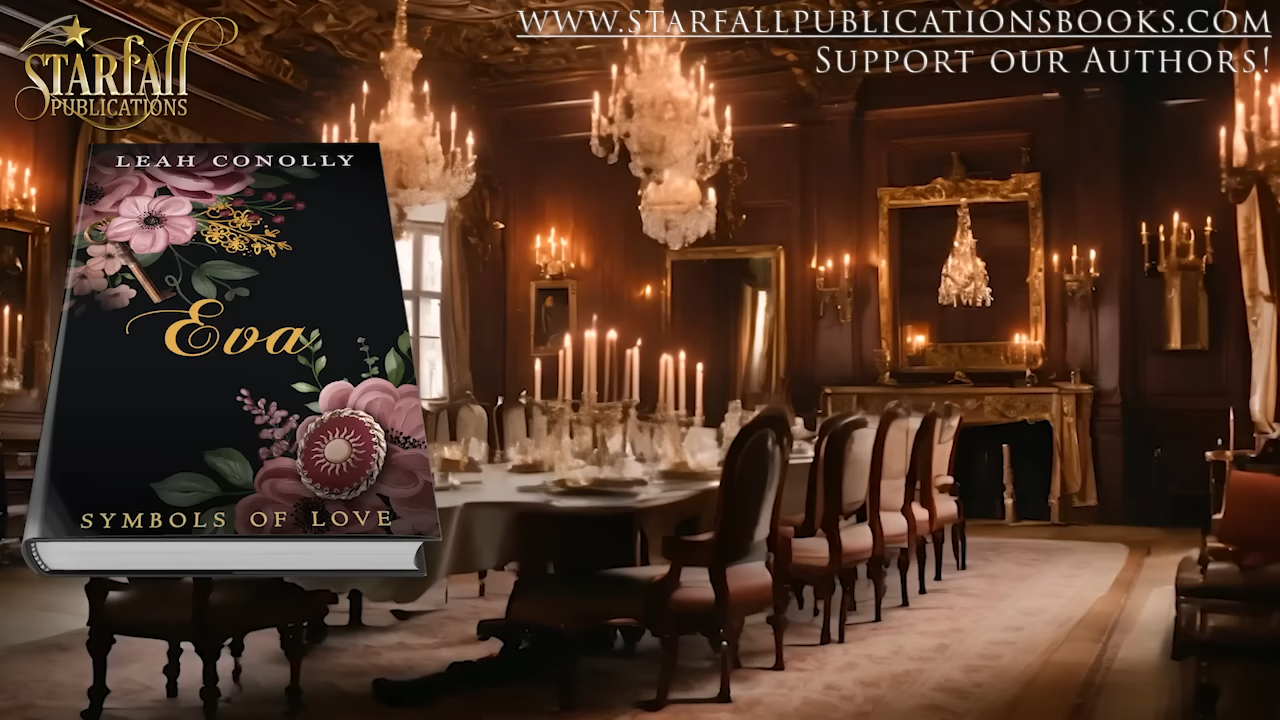 STARfall
PUBLICATIONS
WWW.STARFALLPUBLICATIONSBOOKS.COM
SUPPORT OUR AUTHORS!
LEAH CONOLLY
Eva
SYMBOLS OF LOVE